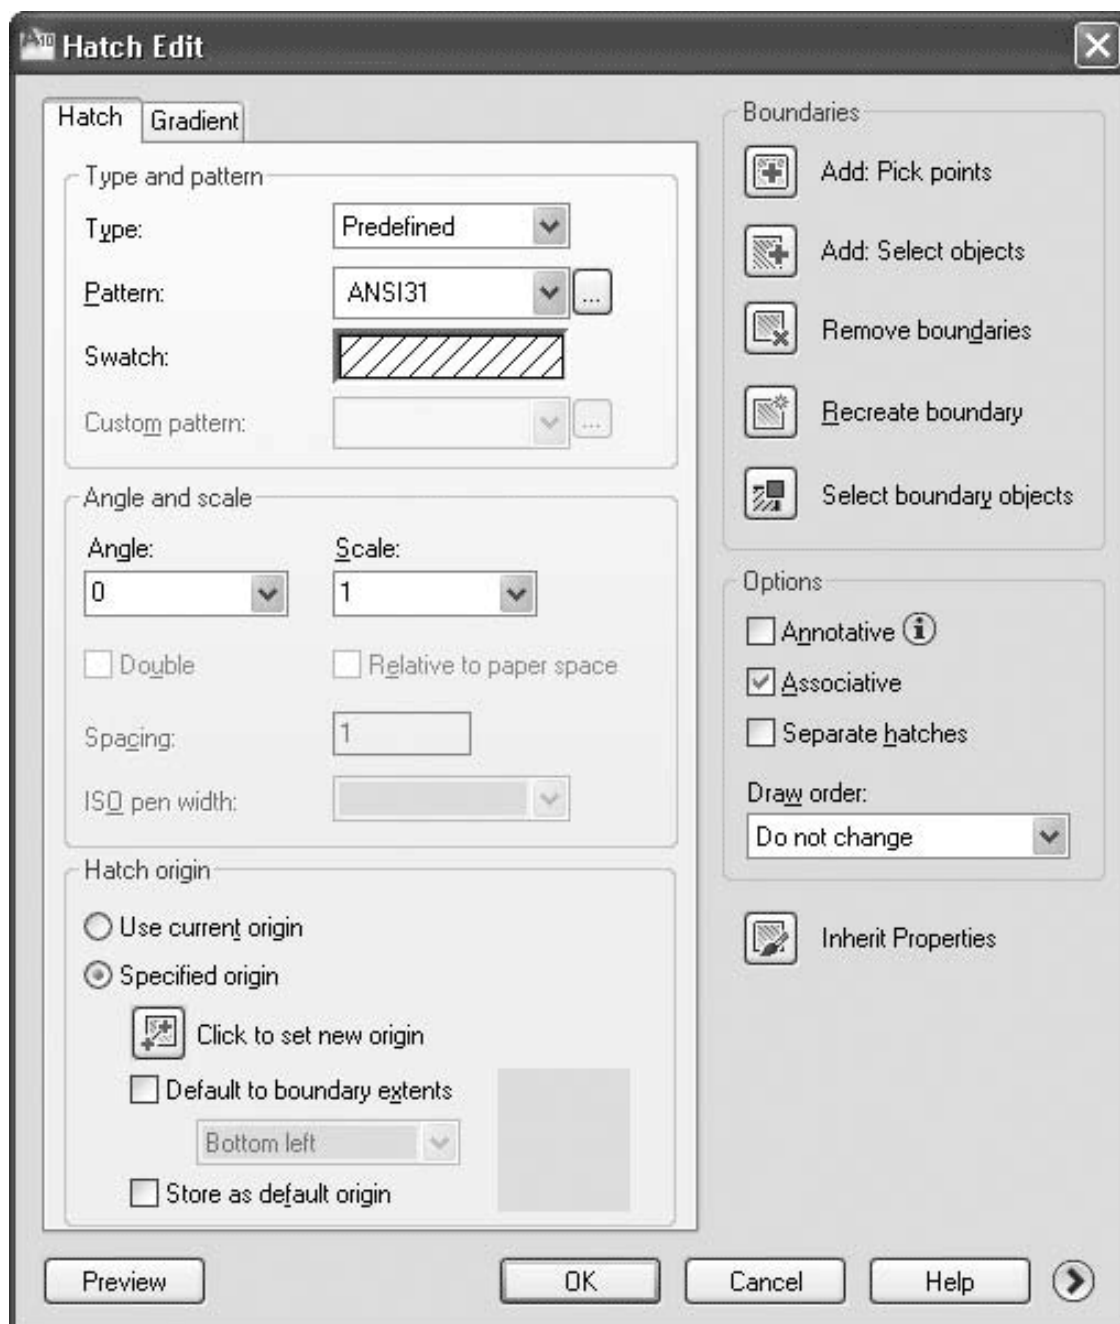 Hatch Edit
Hatch
Gradient
Type and pattern
Type:
Predefined
Pattern:
ANSI31
...
Swatch:
Custom pattern:
...
Angle and scale
Angle:
Scale:
0
1
Double
Relative to paper space
Spacing:
1
ISO pen width:
Hatch origin
Use current origin
Specified origin
Click to set new origin
Default to boundary extents
Bottom left
Store as default origin
Boundaries
Add: Pick points
Add: Select objects
Remove boundaries
Recreate boundary
Select boundary objects
Options
Annotative
Associative
Separate hatches
Draw order:
Do not change
Inherit Properties
Preview
OK
Cancel
Help